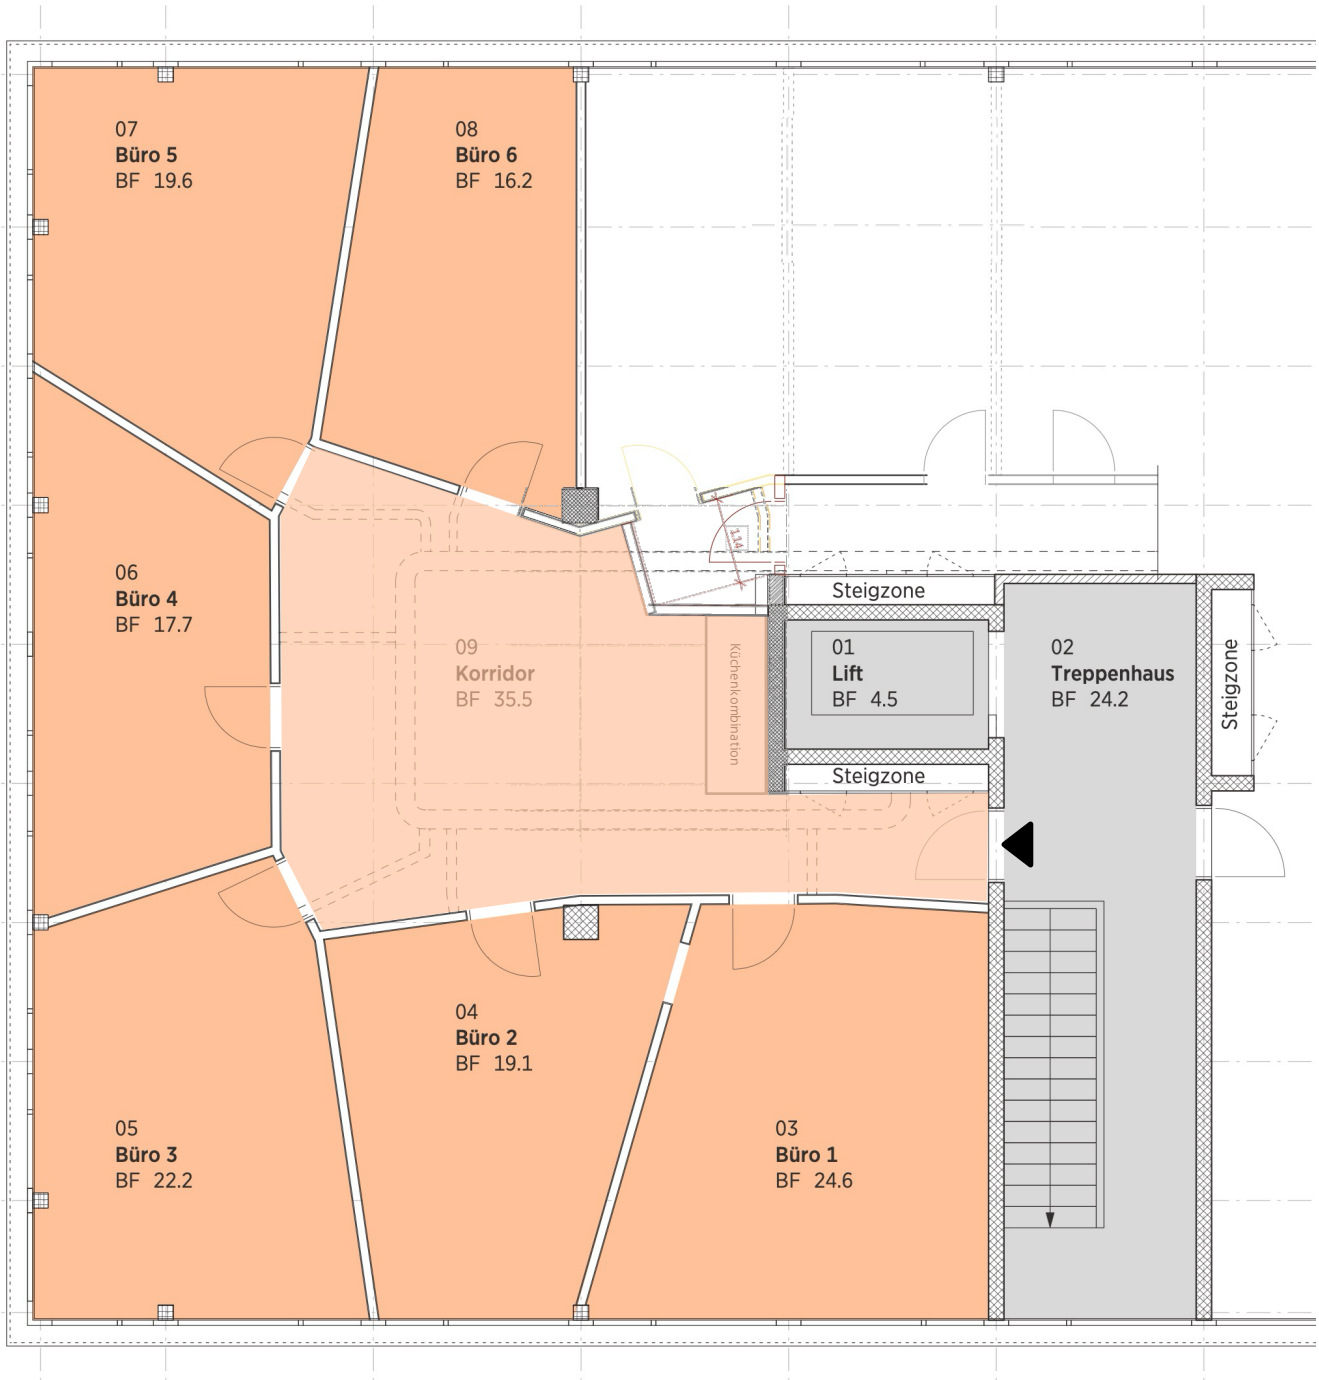 07
Büro 5
BF 19.6
08
Büro 6
BF 16.2
1.14
Steigzone
06
Büro 4
BF 17.7
09
Korridor
BF 35.5
Küchenkombination
01
Lift
BF 4.5
02
Treppenhaus
BF 24.2
Steigzone
Steigzone
04
Büro 2
BF 19.1
05
Büro 3
BF 22.2
03
Büro 1
BF 24.6